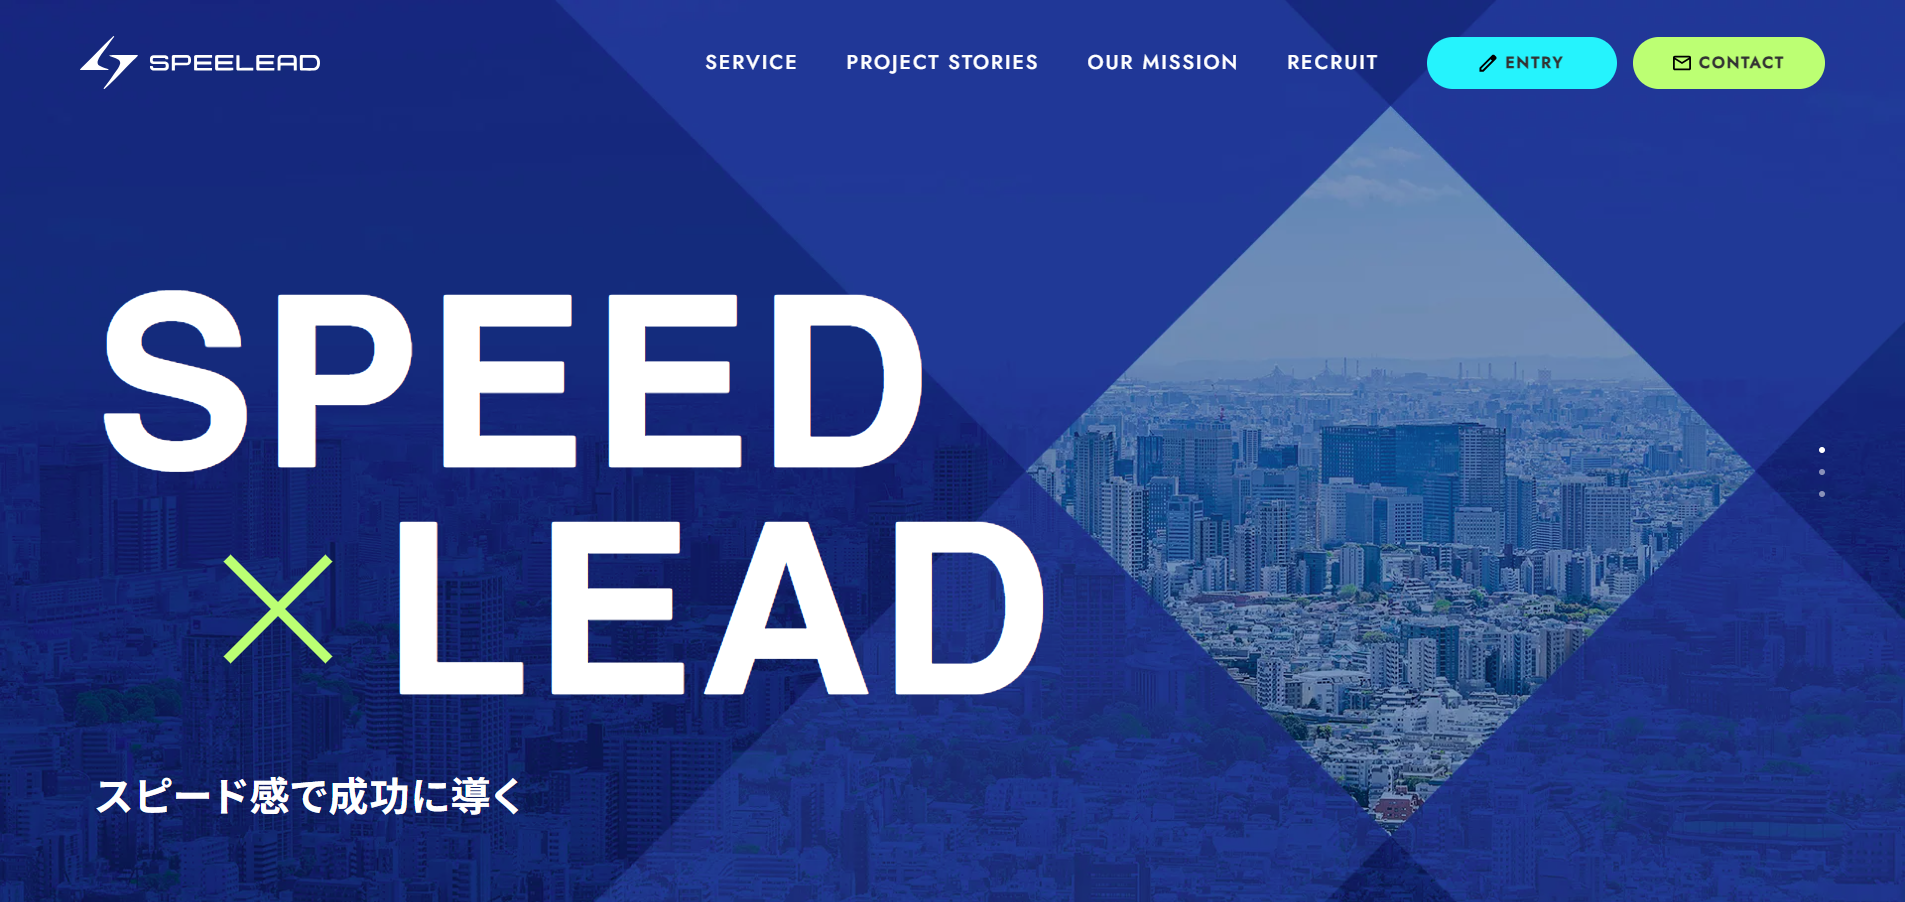 SPEELEAD
SERVICE
PROJECT STORIES
OUR MISSION
RECRUIT
ENTRY
CONTACT
SPEED
×LEAD
スピード感で成功に導く